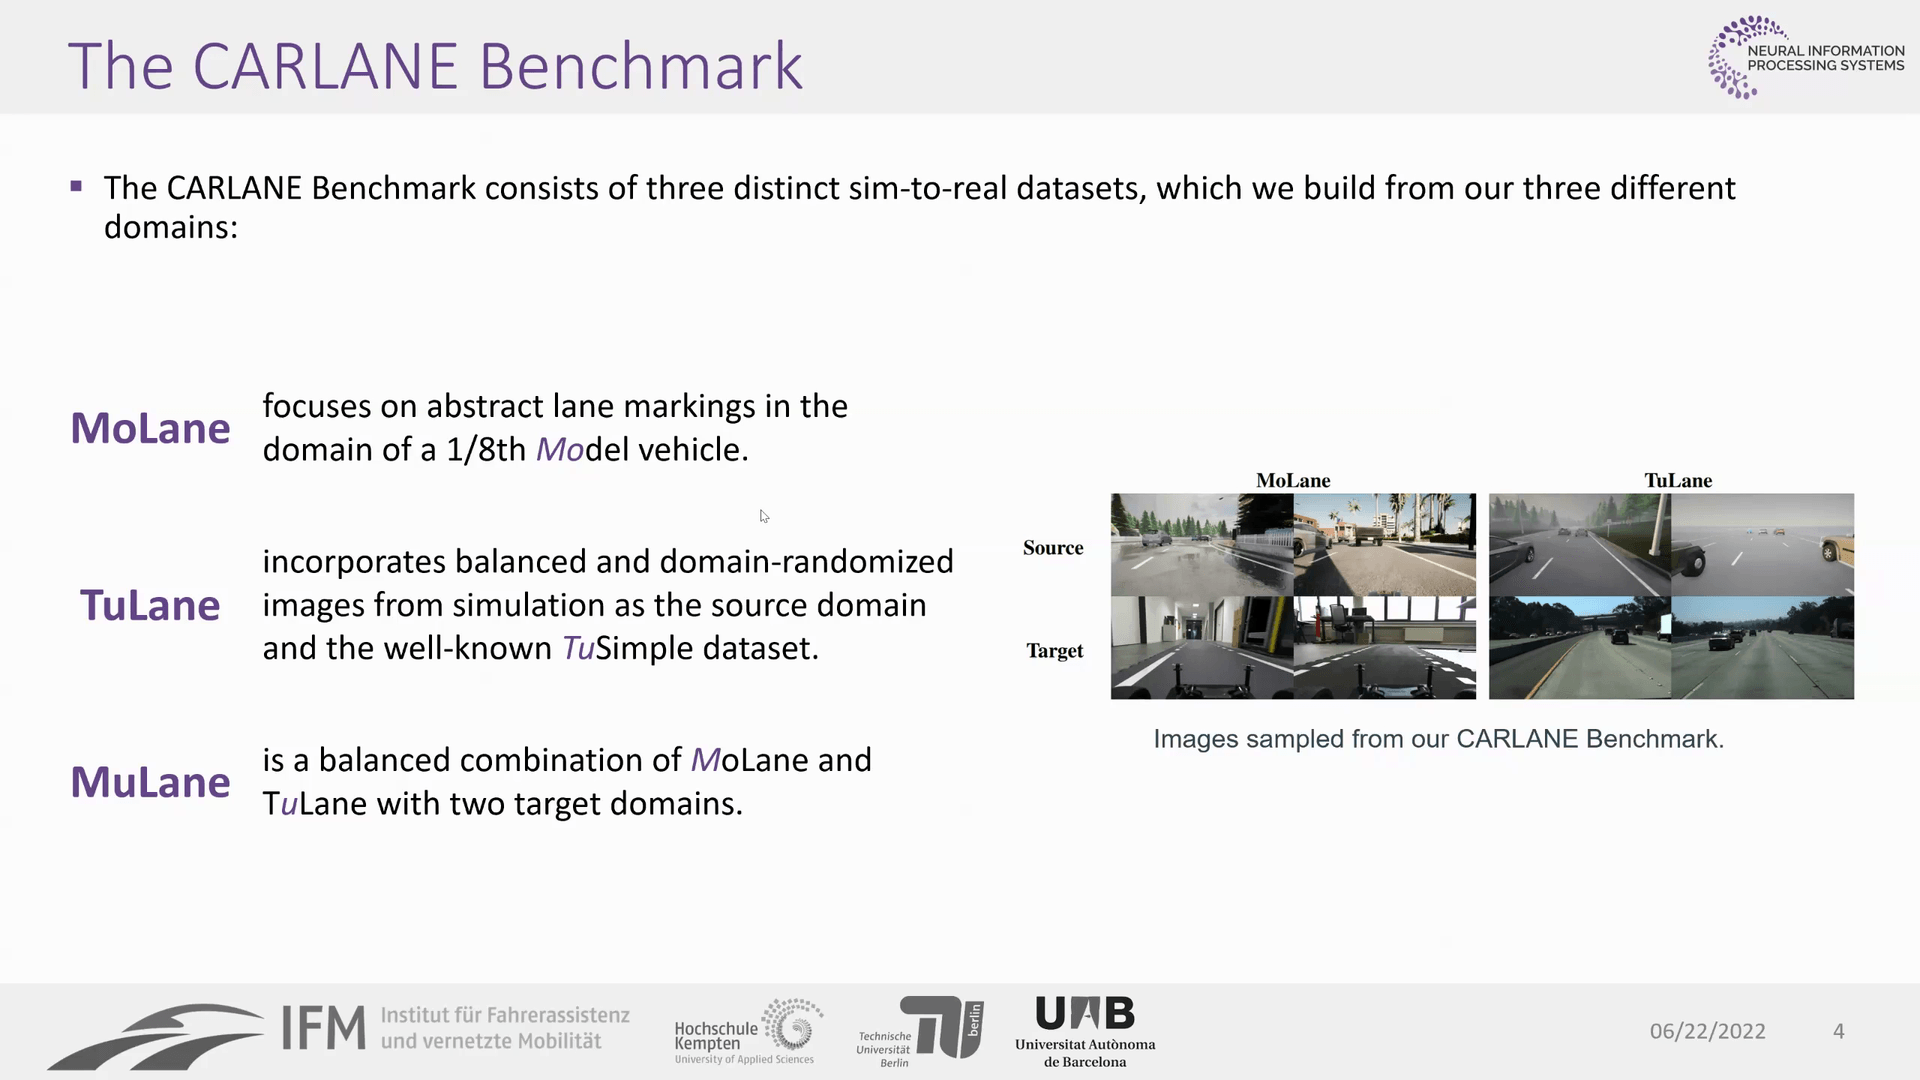 The CARLANE Benchmark
NEURAL INFORMATION
PROCESSING SYSTEMS
▪ The CARLANE Benchmark consists of three distinct sim-to-real datasets, which we build from our three different
domains:
MoLane
focuses on abstract lane markings in the
domain of a 1/8th Model vehicle.
TuLane
incorporates balanced and domain-randomized
images from simulation as the source domain
and the well-known TuSimple dataset.
MuLane
is a balanced combination of MoLane and
TuLane with two target domains.
MoLane TuLane
Source
Target
Images sampled from our CARLANE Benchmark.
IFM
Institut für Fahrerassistenz
und vernetzte Mobilität
Hochschule
Kempten
University of Applied Sciences
Technische
Universität
Berlin
berlin
UAB
Universitat Autònoma
de Barcelona
06/22/2022
4